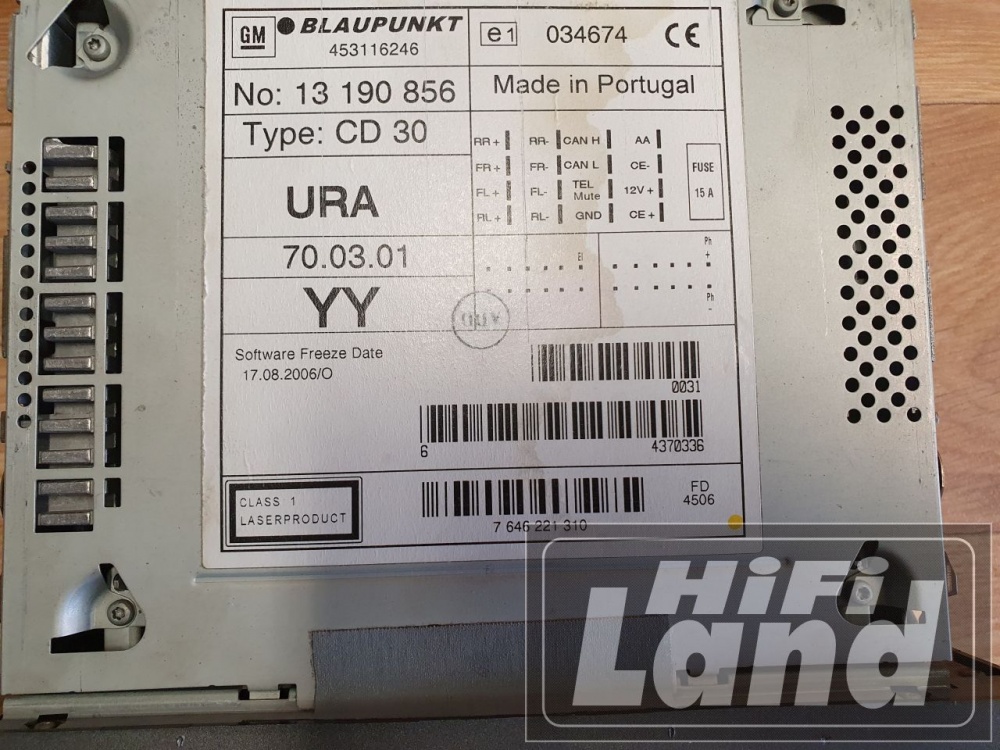 GM BLAUPUNKT
453116246
e1 034674 CE
No: 13 190 856
Made in Portugal
Type: CD 30
URA
70.03.01
YY
RR+ RR- CAN H AA
FR+ FR- CAN L CE-
FL+ FL- TEL Mute 12V+
RL+ RL- GND CE+
FUSE
15 A
Ph
+
El
Ph
-
Software Freeze Date
17.08.2006/O
0031
6 4370336
CLASS 1
LASERPRODUCT
7 646 221 310
FD
4506
HiFi
Land